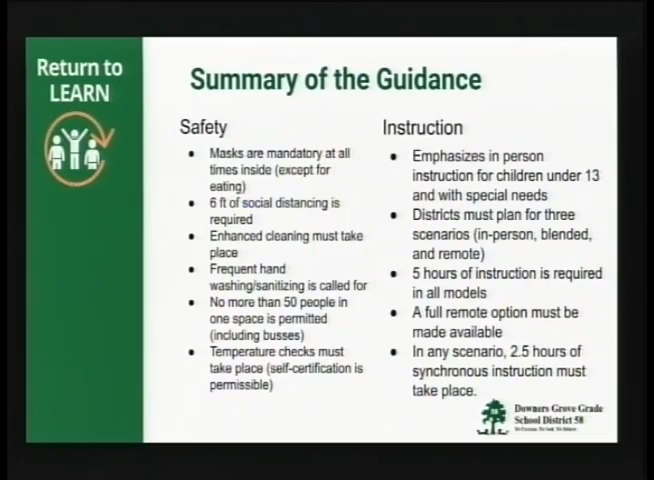 Return to
LEARN
Summary of the Guidance
Safety
Masks are mandatory at all
times inside (except for
eating)
6 ft of social distancing is
required
Enhanced cleaning must take
place
Frequent hand
washing/sanitizing is called for
No more than 50 people in
one space is permitted
(including busses)
Temperature checks must
take place (self-certification is
permissible)
Instruction
Emphasizes in person
instruction for children under 13
and with special needs
Districts must plan for three
scenarios (in-person, blended,
and remote)
5 hours of instruction is required
in all models
A full remote option must be
made available
In any scenario, 2.5 hours of
synchronous instruction must
take place.
Downers Grove Grade
School District 58